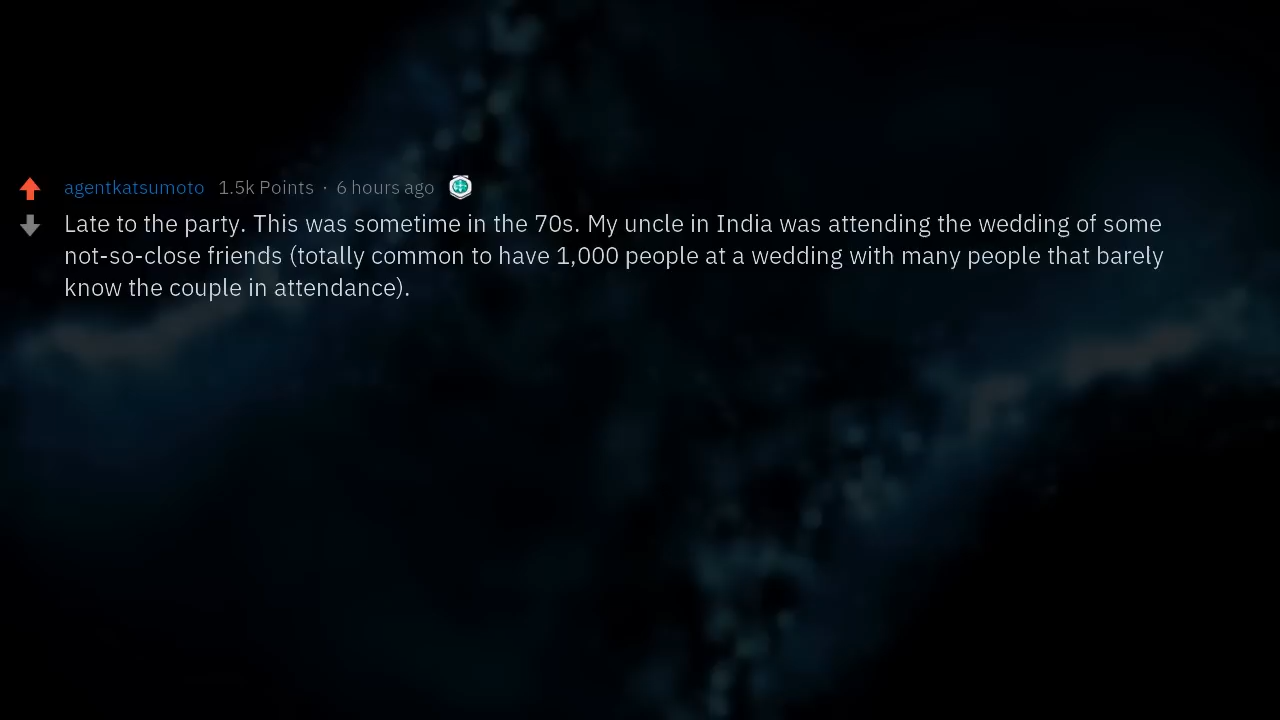 agentkatsumoto 1.5k Points · 6 hours ago
Late to the party. This was sometime in the 70s. My uncle in India was attending the wedding of some
not-so-close friends (totally common to have 1,000 people at a wedding with many people that barely
know the couple in attendance).